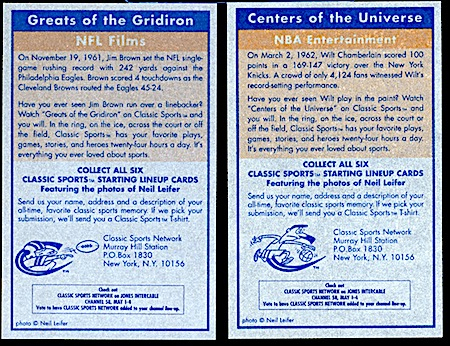 Greats of the Gridiron
NFL Films
On November 19, 1961, Jim Brown set the NFL single-
game rushing record with 242 yards against the
Philadelphia Eagles. Brown scored 4 touchdowns as the
Cleveland Browns routed the Eagles 45-24.
Have you ever seen Jim Brown run over a linebacker?
Watch "Greats of the Gridiron" on Classic Sports™ and
you will. In the ring, on the ice, across the court or off
the field, Classic Sports™ has your favorite plays,
games, stories, and heroes twenty-four hours a day.
It's everything you ever loved about sports.
COLLECT ALL SIX
CLASSIC SPORTS™ STARTING LINEUP CARDS
Featuring the photos of Neil Leifer
Send us your name, address and a description of your
all-time, favorite classic sports memory. If we pick your
submission, we'll send you a Classic Sports™ T-shirt.
Classic Sports Network
Murray Hill Station
P.O.Box 1830
New York, N.Y. 10156
TM
Check out
CLASSIC SPORTS NETWORK on JONES INTERCABLE
CHANNEL 58, MAY 1-6
Vote to have CLASSIC SPORTS NETWORK added to your channel line-up.
photo © Neil Leifer
Centers of the Universe
NBA Entertainment
On March 2, 1962, Wilt Chamberlain scored 100
points in a 169-147 victory over the New York
Knicks. A crowd of only 4,124 fans witnessed Wilt's
record-setting performance.
Have you ever seen Wilt play in the paint? Watch
"Centers of the Universe" on Classic Sports™ and
you will. In the ring, on the ice, across the court or
off the field, Classic Sports™ has your favorite plays,
games, stories, and heroes twenty-four hours a day.
It's everything you ever loved about sports.
COLLECT ALL SIX
CLASSIC SPORTS™ STARTING LINEUP CARDS
Featuring the photos of Neil Leifer
Send us your name, address and a description of your
all-time, favorite classic sports memory. If we pick your
submission, we'll send you a Classic Sports™ T-shirt.
Classic Sports Network
Murray Hill Station
P.O.Box 1830
New York, N.Y. 10156
TM
Check out
CLASSIC SPORTS NETWORK on JONES INTERCABLE
CHANNEL 58, MAY 1-6
Vote to have CLASSIC SPORTS NETWORK added to your channel line-up.
photo © Neil Leifer